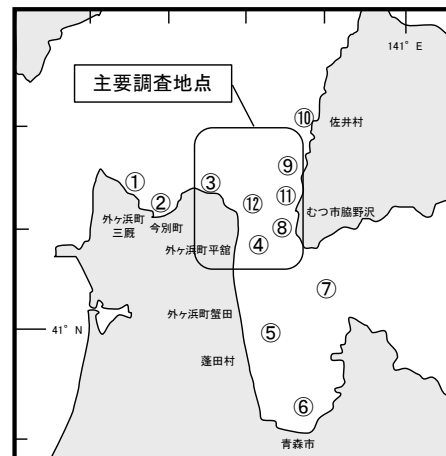 141° E
主要調査地点
⑩
佐井村
⑨
① ③
② ⑫ ⑪
外ヶ浜町
三厩
今別町
むつ市脇野沢
⑧
外ヶ浜町平舘
④
⑦
外ヶ浜町蟹田
41° N
⑤
蓬田村
⑥
青森市